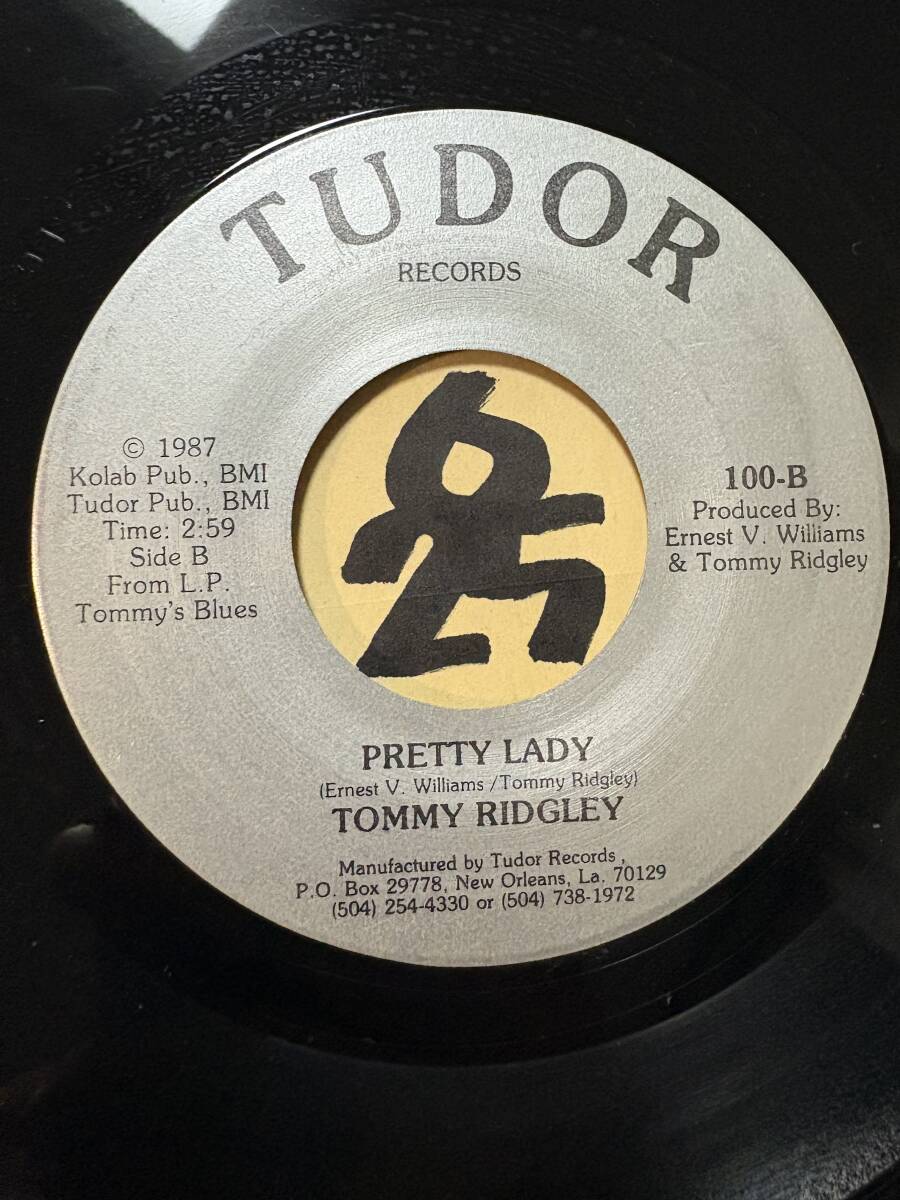 TUDOR
RECORDS
© 1987
Kolab Pub., BMI
Tudor Pub., BMI
Time: 2:59
Side B
From L.P.
Tommy's Blues
100-B
Produced By:
Ernest V. Williams
& Tommy Ridgley
PRETTY LADY
(Ernest V. Williams / Tommy Ridgley)
TOMMY RIDGLEY
Manufactured by Tudor Records,
P.O. Box 29778, New Orleans, La. 70129
(504) 254-4330 or (504) 738-1972